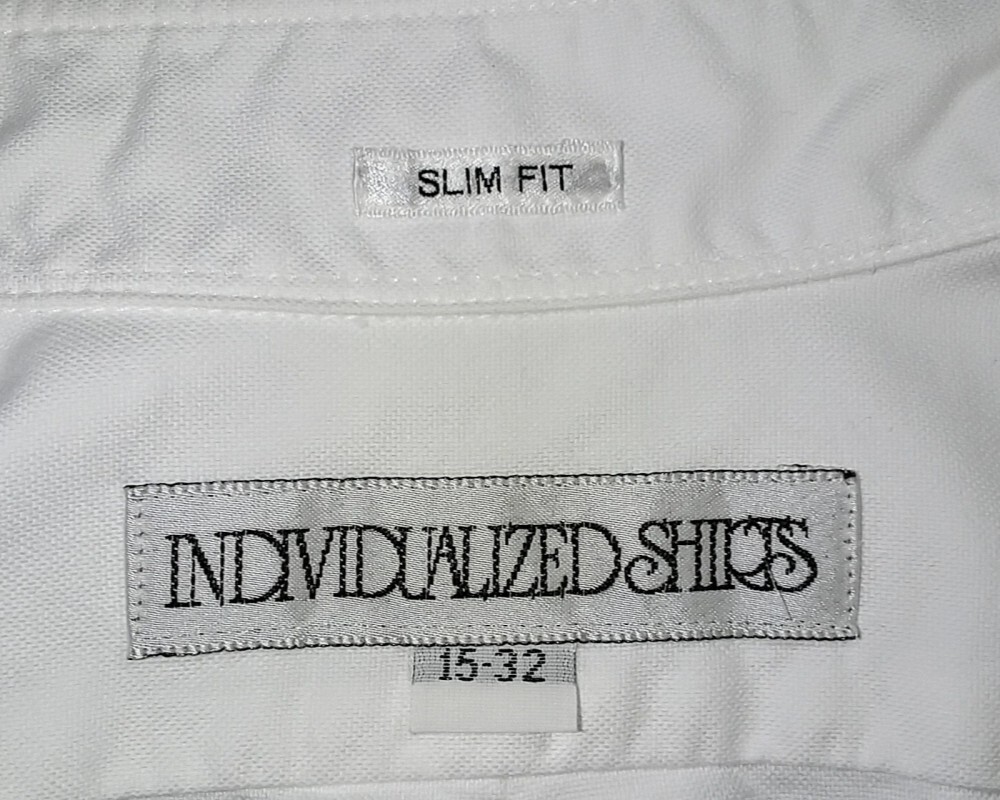 SLIM FIT
INDIVIDUALIZED SHIRTS
15-32